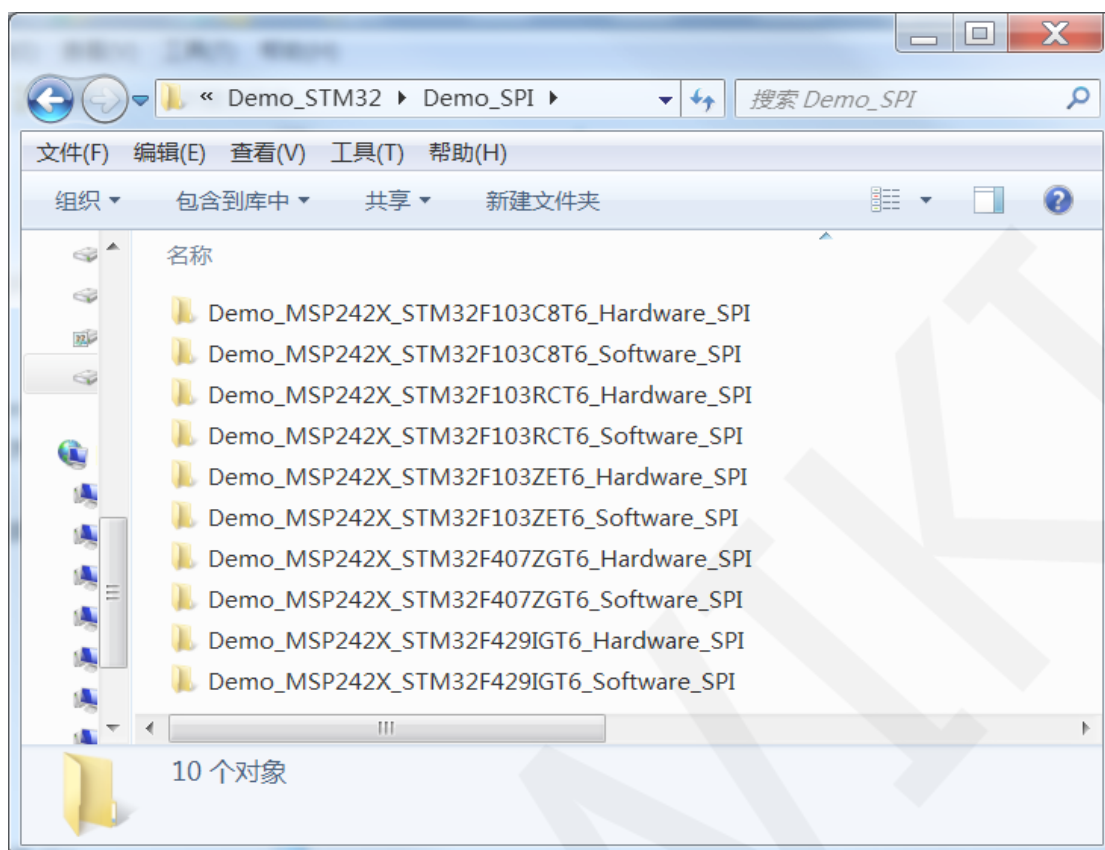 « Demo_STM32 ▸ Demo_SPI ▸ 搜索 Demo_SPI
文件(F) 编辑(E) 查看(V) 工具(T) 帮助(H)
组织 包含到库中 共享 新建文件夹
名称
Demo_MSP242X_STM32F103C8T6_Hardware_SPI
Demo_MSP242X_STM32F103C8T6_Software_SPI
Demo_MSP242X_STM32F103RCT6_Hardware_SPI
Demo_MSP242X_STM32F103RCT6_Software_SPI
Demo_MSP242X_STM32F103ZET6_Hardware_SPI
Demo_MSP242X_STM32F103ZET6_Software_SPI
Demo_MSP242X_STM32F407ZGT6_Hardware_SPI
Demo_MSP242X_STM32F407ZGT6_Software_SPI
Demo_MSP242X_STM32F429IGT6_Hardware_SPI
Demo_MSP242X_STM32F429IGT6_Software_SPI
10 个对象